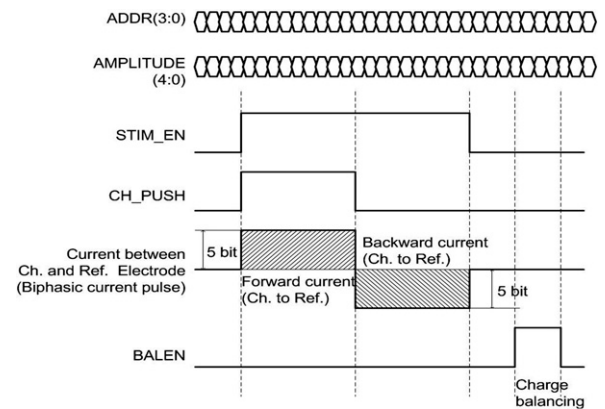 ADDR(3:0)
AMPLITUDE
(4:0)
STIM_EN
CH_PUSH
Current between
Ch. and Ref. Electrode
(Biphasic current pulse)
5 bit
Backward current
(Ch. to Ref.)
Forward current
(Ch. to Ref.)
5 bit
BALEN
Charge
balancing